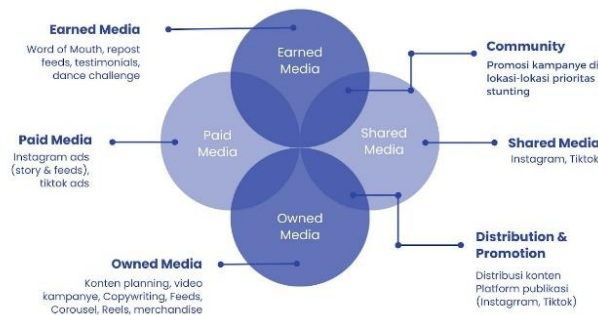 Earned Media
Word of Mouth, repost
feeds, testimonials,
dance challenge
Earned
Media
Community
Promosi kampanye di
lokasi-lokasi prioritas
stunting
Paid Media
Instagram ads
(story & feeds),
tiktok ads
Paid
Media
Shared
Media
Shared Media
Instagram, Tiktok
Owned
Media
Owned Media
Konten planning, video
kampanye, Copywriting, Feeds,
Corousel, Reels, merchandise
Distribution &
Promotion
Distribusi konten
Platform publikasi
(Instagrram, Tiktok)